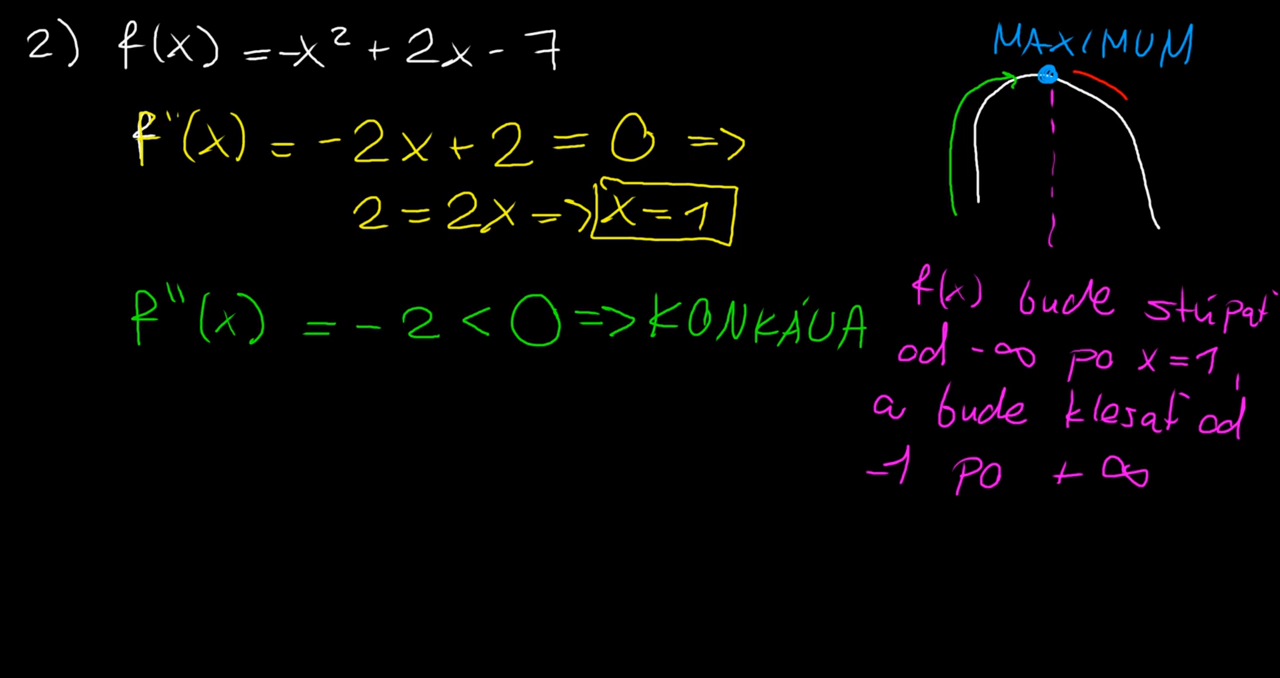 2) f(x) = -x² + 2x - 7
f''(x) = -2x + 2 = 0 =>
2 = 2x => x = 1
f''(x) = -2 < 0 => KONKÁVA
MAXIMUM
f(x) bude stúpať
od -∞ po x = 1,
a bude klesať od
-1 po + ∞